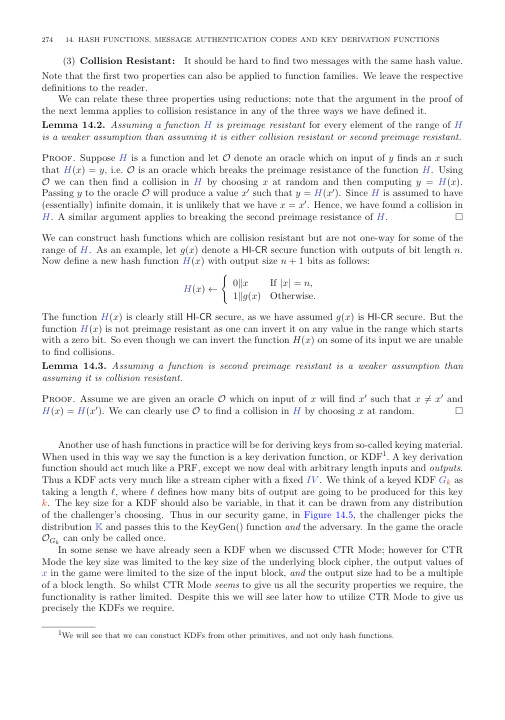 274 14. HASH FUNCTIONS, MESSAGE AUTHENTICATION CODES AND KEY DERIVATION FUNCTIONS
(3) Collision Resistant: It should be hard to find two messages with the same hash value.
Note that the first two properties can also be applied to function families. We leave the respective
definitions to the reader.
We can relate these three properties using reductions; note that the argument in the proof of
the next lemma applies to collision resistance in any of the three ways we have defined it.
Lemma 14.2. Assuming a function H is preimage resistant for every element of the range of H
is a weaker assumption than assuming it is either collision resistant or second preimage resistant.
PROOF. Suppose H is a function and let 𝒪 denote an oracle which on input of y finds an x such
that H(x) = y, i.e. 𝒪 is an oracle which breaks the preimage resistance of the function H. Using
𝒪 we can then find a collision in H by choosing x at random and then computing y = H(x).
Passing y to the oracle 𝒪 will produce a value x′ such that y = H(x′). Since H is assumed to have
(essentially) infinite domain, it is unlikely that we have x = x′. Hence, we have found a collision in
H. A similar argument applies to breaking the second preimage resistance of H. □
We can construct hash functions which are collision resistant but are not one-way for some of the
range of H. As an example, let g(x) denote a HI-CR secure function with outputs of bit length n.
Now define a new hash function H(x) with output size n + 1 bits as follows:
H(x) ← { 0‖x If |x| = n,
1‖g(x) Otherwise.
The function H(x) is clearly still HI-CR secure, as we have assumed g(x) is HI-CR secure. But the
function H(x) is not preimage resistant as one can invert it on any value in the range which starts
with a zero bit. So even though we can invert the function H(x) on some of its input we are unable
to find collisions.
Lemma 14.3. Assuming a function is second preimage resistant is a weaker assumption than
assuming it is collision resistant.
PROOF. Assume we are given an oracle 𝒪 which on input of x will find x′ such that x ≠ x′ and
H(x) = H(x′). We can clearly use 𝒪 to find a collision in H by choosing x at random. □
Another use of hash functions in practice will be for deriving keys from so-called keying material.
When used in this way we say the function is a key derivation function, or KDF¹. A key derivation
function should act much like a PRF, except we now deal with arbitrary length inputs and outputs.
Thus a KDF acts very much like a stream cipher with a fixed IV. We think of a keyed KDF Gₖ as
taking a length ℓ, where ℓ defines how many bits of output are going to be produced for this key
k. The key size for a KDF should also be variable, in that it can be drawn from any distribution
of the challenger's choosing. Thus in our security game, in Figure 14.5, the challenger picks the
distribution 𝕂 and passes this to the KeyGen() function and the adversary. In the game the oracle
𝒪_Gₖ can only be called once.
In some sense we have already seen a KDF when we discussed CTR Mode; however for CTR
Mode the key size was limited to the key size of the underlying block cipher, the output values of
x in the game were limited to the size of the input block, and the output size had to be a multiple
of a block length. So whilst CTR Mode seems to give us all the security properties we require, the
functionality is rather limited. Despite this we will see later how to utilize CTR Mode to give us
precisely the KDFs we require.
¹We will see that we can constuct KDFs from other primitives, and not only hash functions.